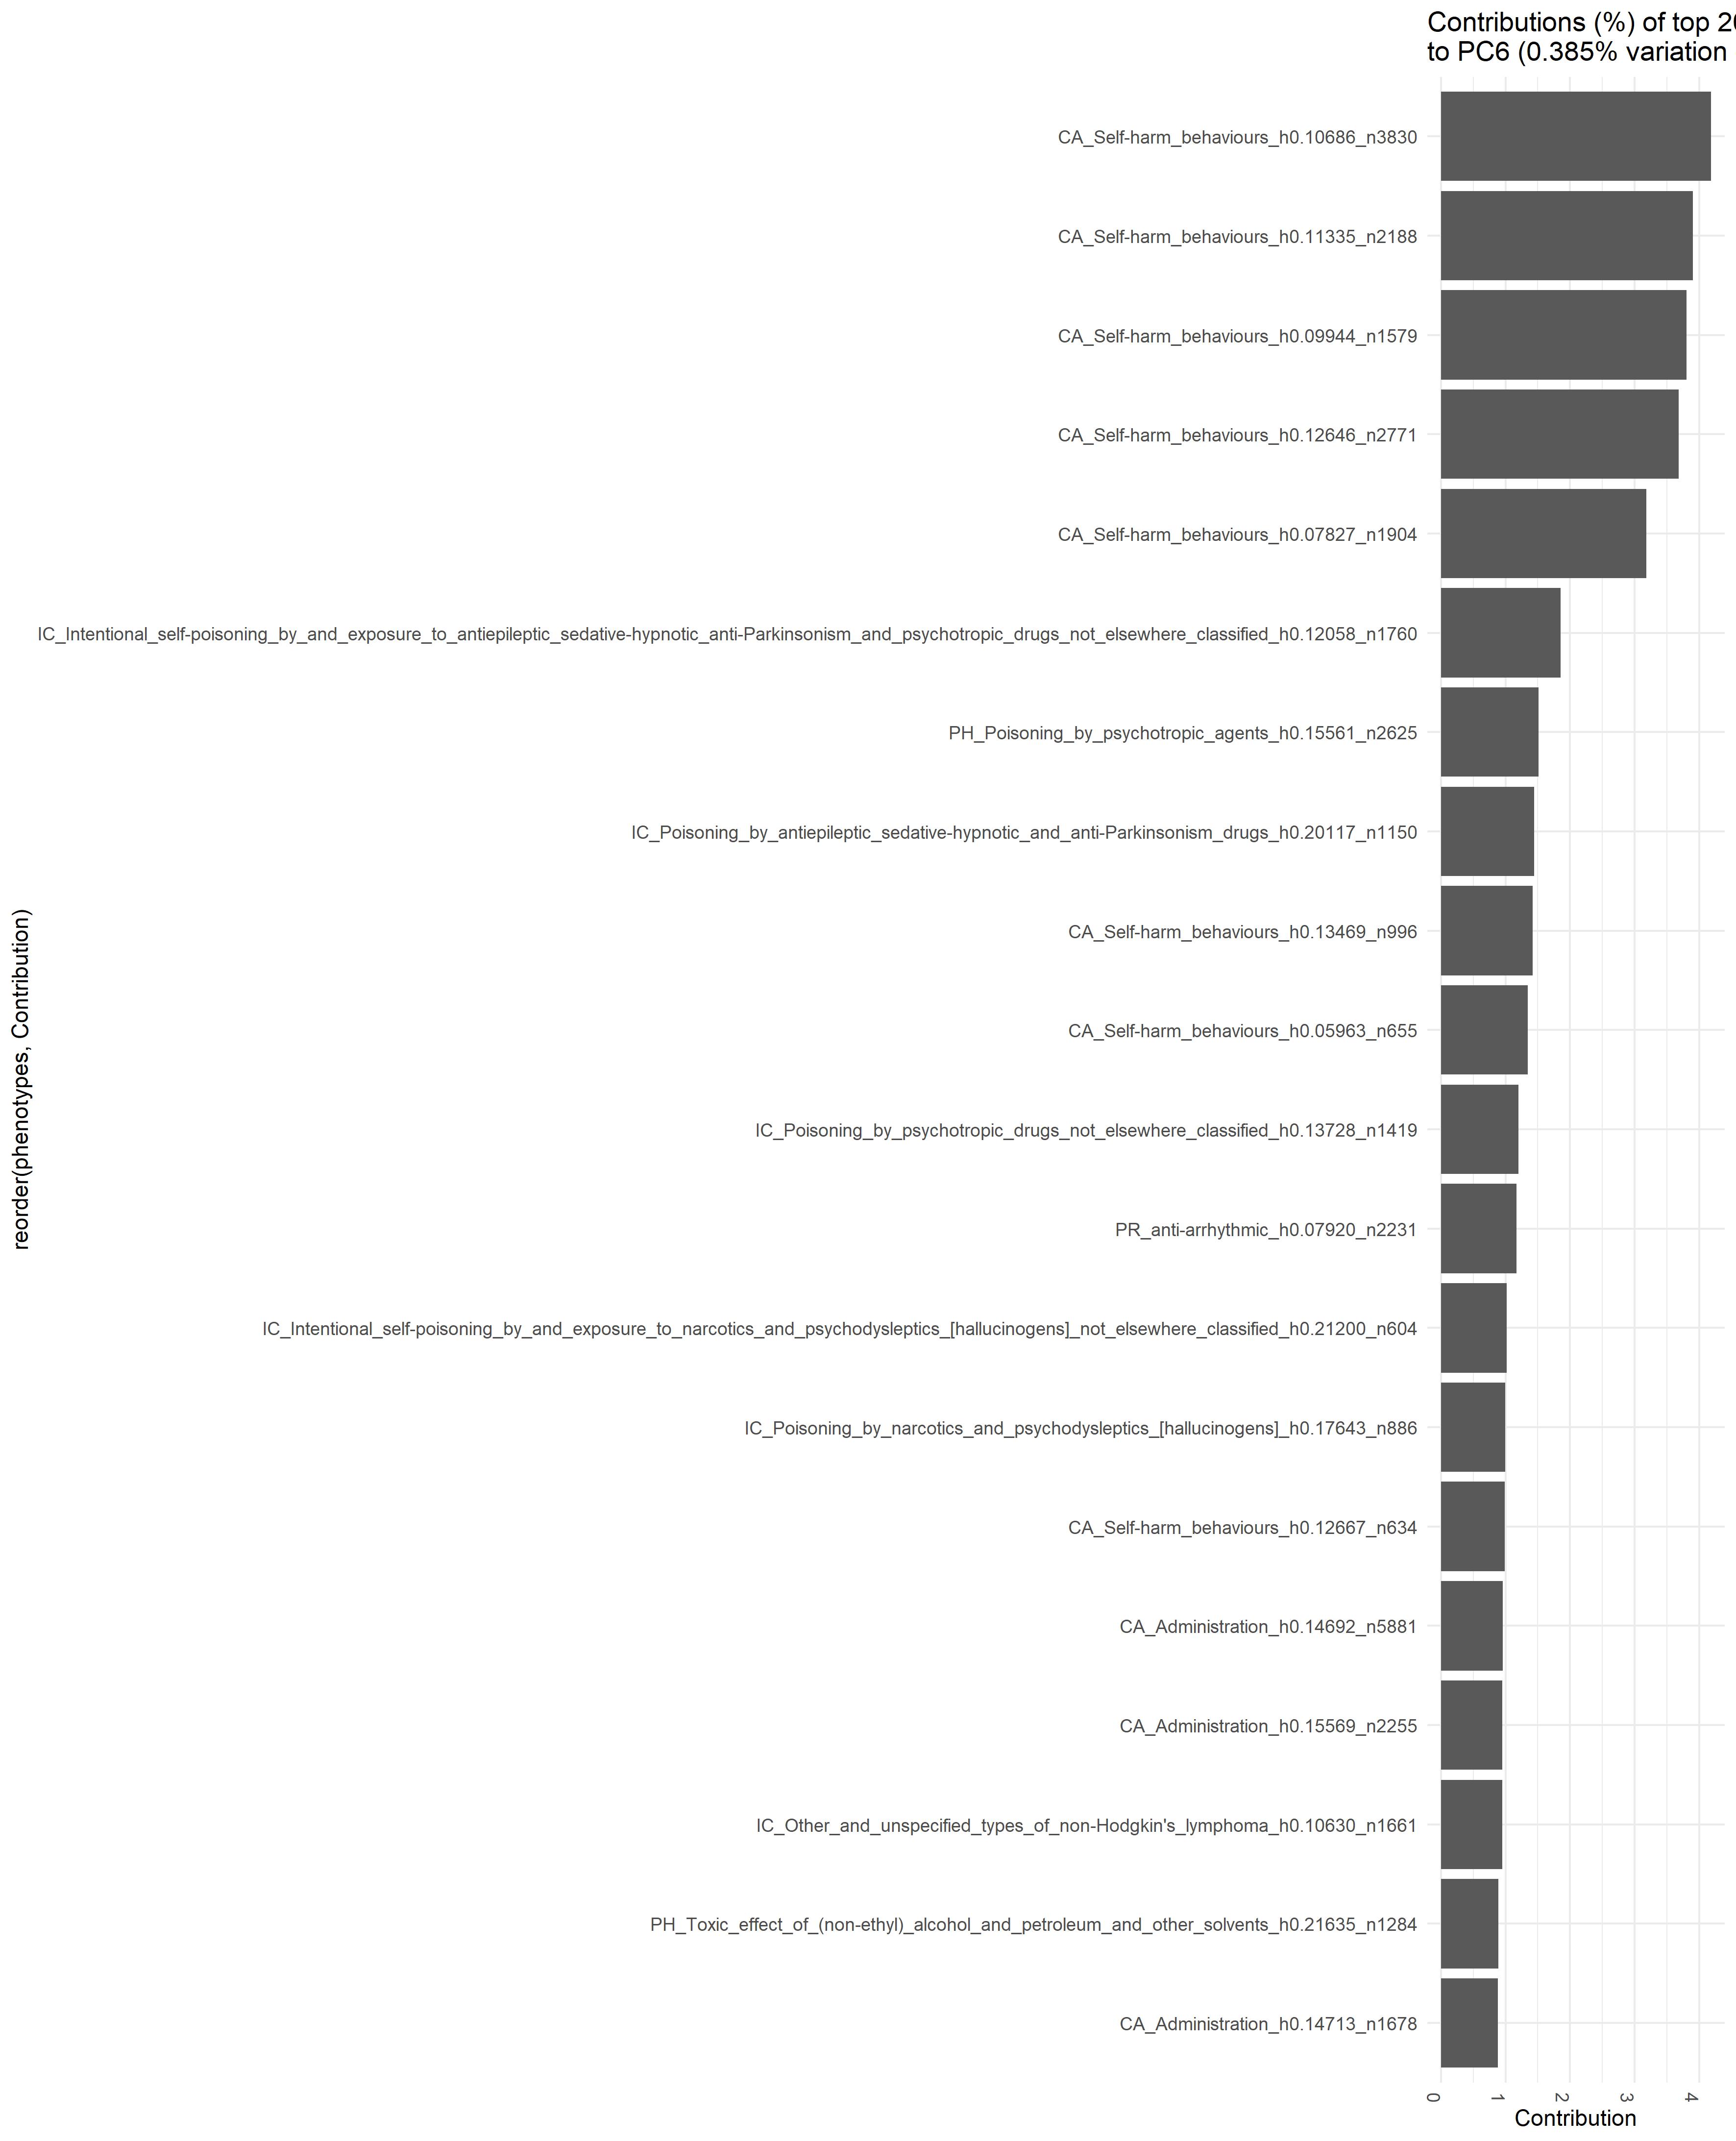 Contributions (%) of top 20
to PC6 (0.385% variation
CA_Self-harm_behaviours_h0.10686_n3830
CA_Self-harm_behaviours_h0.11335_n2188
CA_Self-harm_behaviours_h0.09944_n1579
CA_Self-harm_behaviours_h0.12646_n2771
CA_Self-harm_behaviours_h0.07827_n1904
IC_Intentional_self-poisoning_by_and_exposure_to_antiepileptic_sedative-hypnotic_anti-Parkinsonism_and_psychotropic_drugs_not_elsewhere_classified_h0.12058_n1760
PH_Poisoning_by_psychotropic_agents_h0.15561_n2625
IC_Poisoning_by_antiepileptic_sedative-hypnotic_and_anti-Parkinsonism_drugs_h0.20117_n1150
CA_Self-harm_behaviours_h0.13469_n996
CA_Self-harm_behaviours_h0.05963_n655
IC_Poisoning_by_psychotropic_drugs_not_elsewhere_classified_h0.13728_n1419
PR_anti-arrhythmic_h0.07920_n2231
IC_Intentional_self-poisoning_by_and_exposure_to_narcotics_and_psychodysleptics_[hallucinogens]_not_elsewhere_classified_h0.21200_n604
IC_Poisoning_by_narcotics_and_psychodysleptics_[hallucinogens]_h0.17643_n886
CA_Self-harm_behaviours_h0.12667_n634
CA_Administration_h0.14692_n5881
CA_Administration_h0.15569_n2255
IC_Other_and_unspecified_types_of_non-Hodgkin's_lymphoma_h0.10630_n1661
PH_Toxic_effect_of_(non-ethyl)_alcohol_and_petroleum_and_other_solvents_h0.21635_n1284
CA_Administration_h0.14713_n1678
reorder(phenotypes, Contribution)
0 1 2 3 4
Contribution